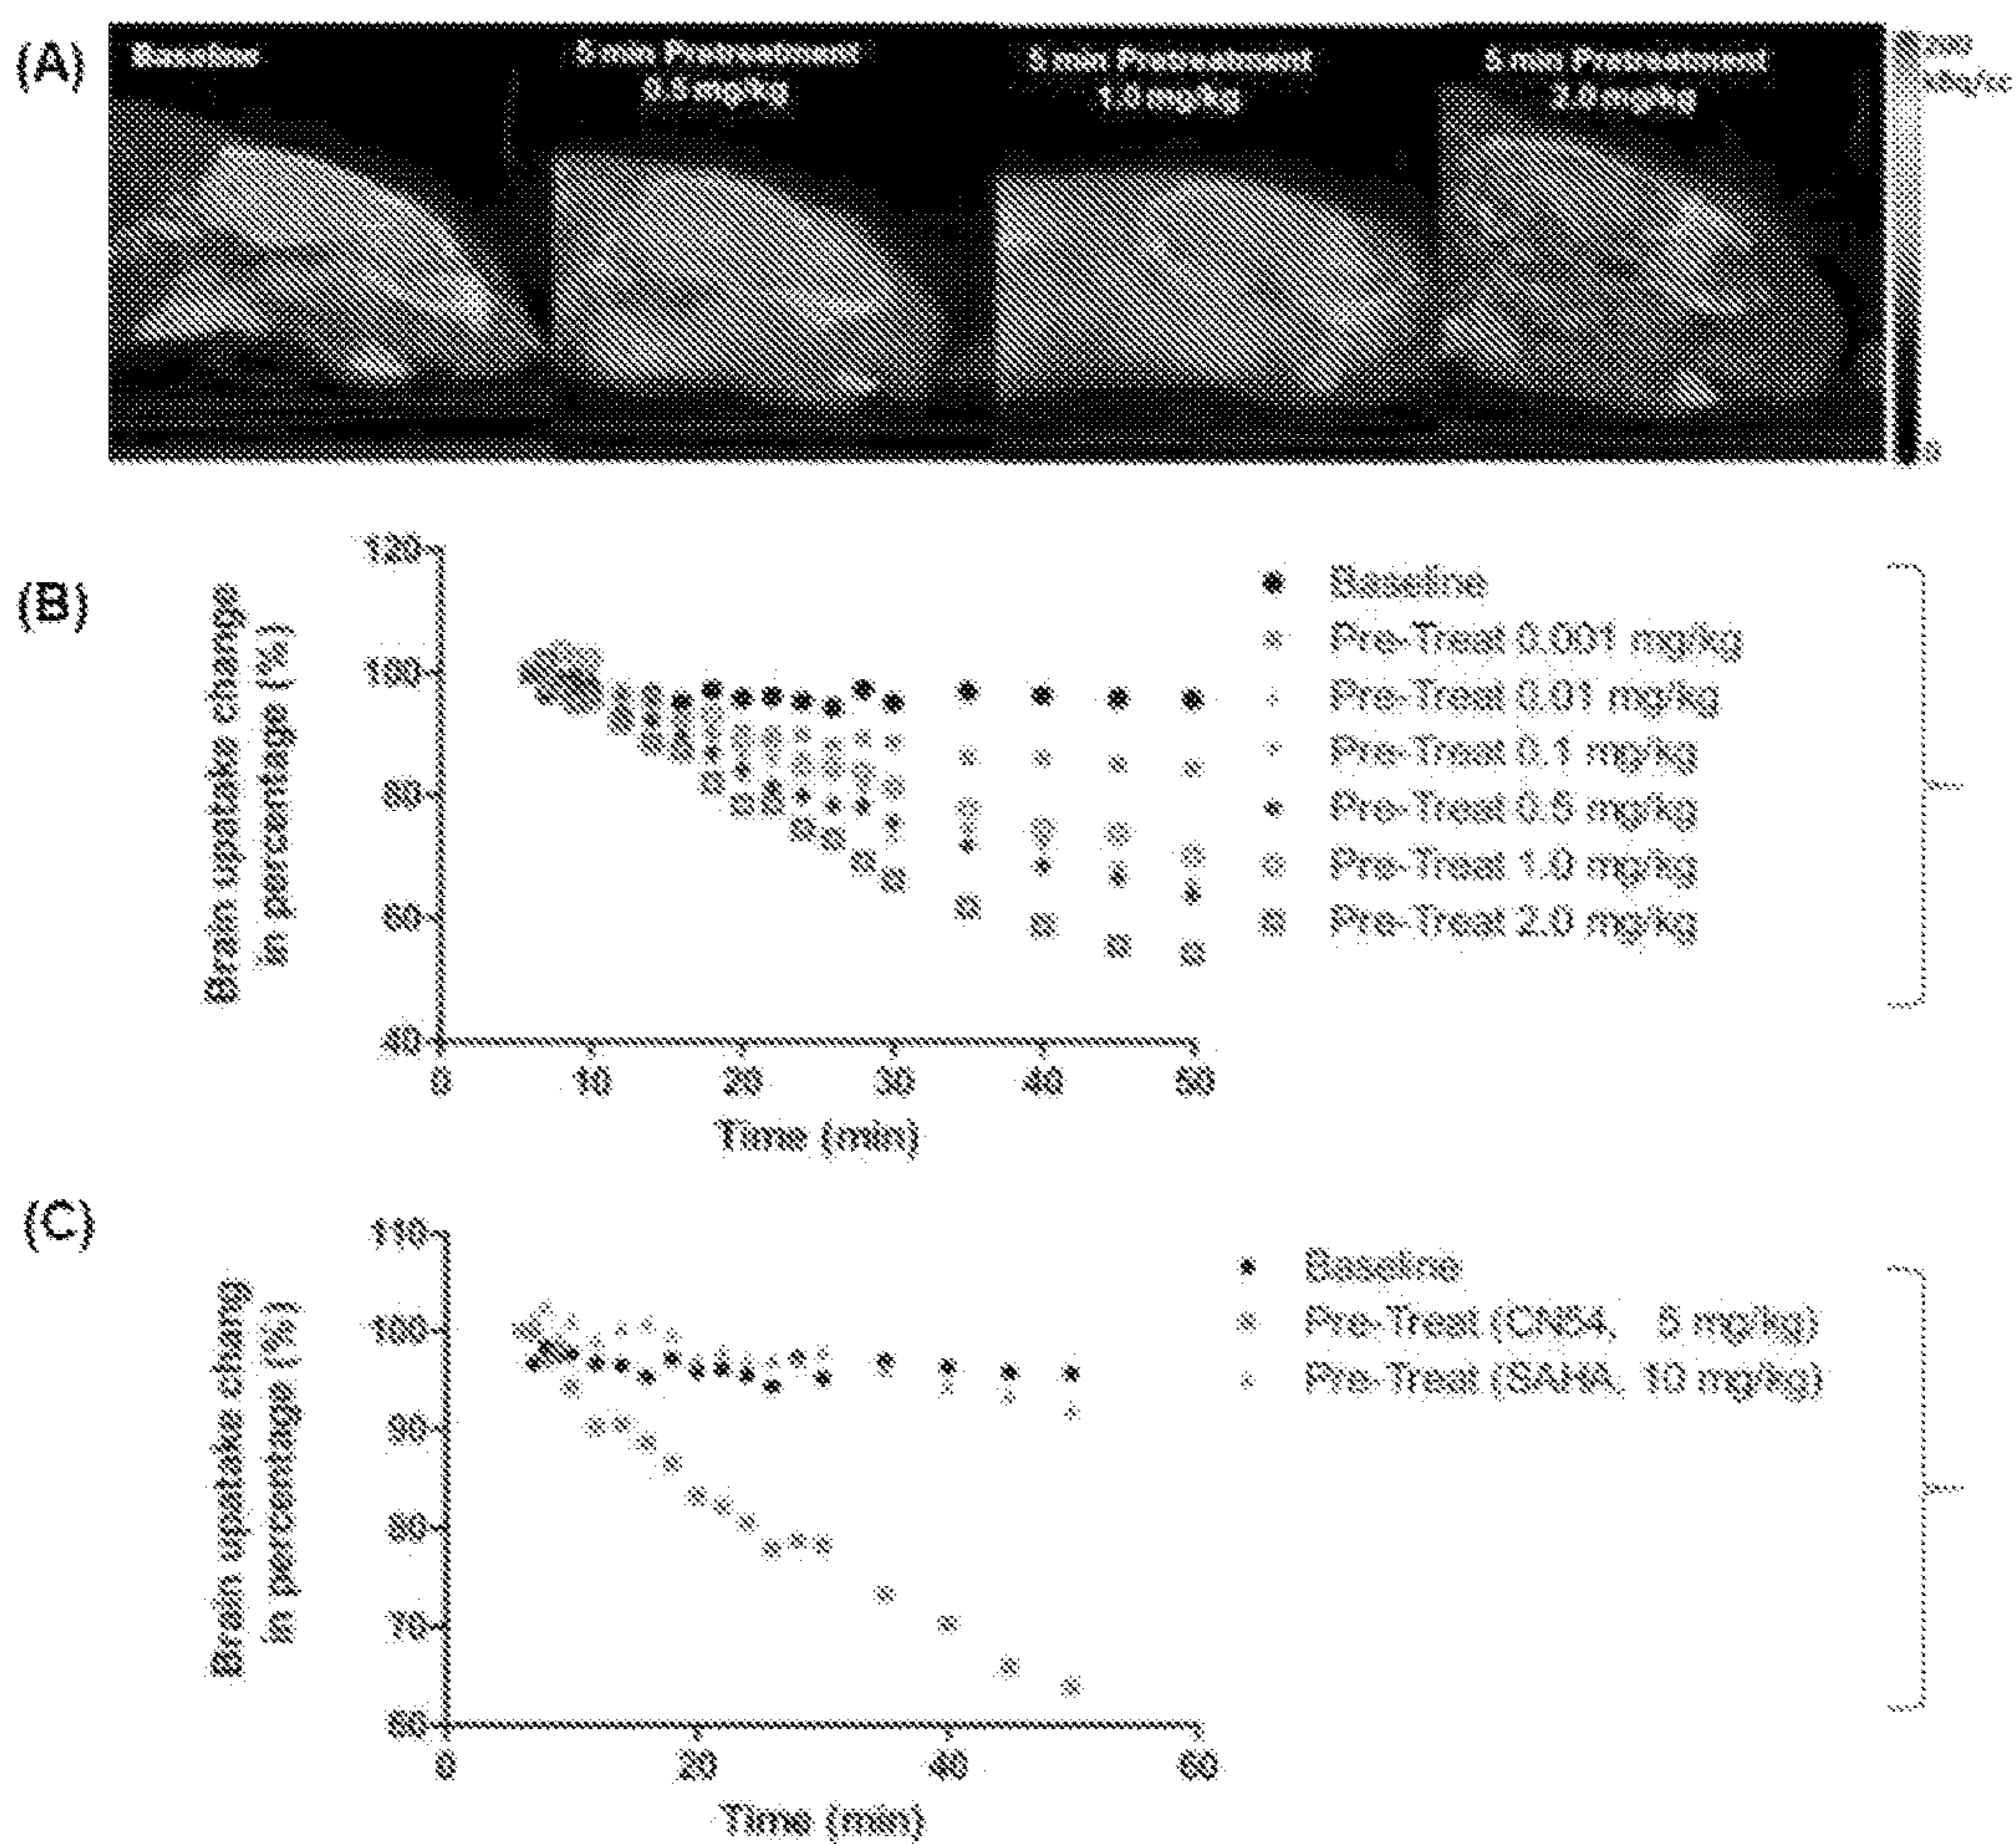 (A)
Baseline
5 min Pretreatment
5 min Pretreatment
1.0 mg/kg
5 min Pretreatment
2.0 mg/kg
0
(B)
Brain upatake change
in percentage (%)
120
100
80
60
40
0
10
20
30
40
50
Time (min)
Baseline
Pre-Treat 0.001 mg/kg
Pre-Treat 0.01 mg/kg
Pre-Treat 0.1 mg/kg
Pre-Treat 0.5 mg/kg
Pre-Treat 1.0 mg/kg
Pre-Treat 2.0 mg/kg
(C)
Brain uptake chang
in percentage (%)
110
100
90
80
70
60
0
20
40
60
Time (min)
Baseline
Pre-Treat (CN54, 5 mg/kg)
Pre-Treat (SAHA, 10 mg/kg)